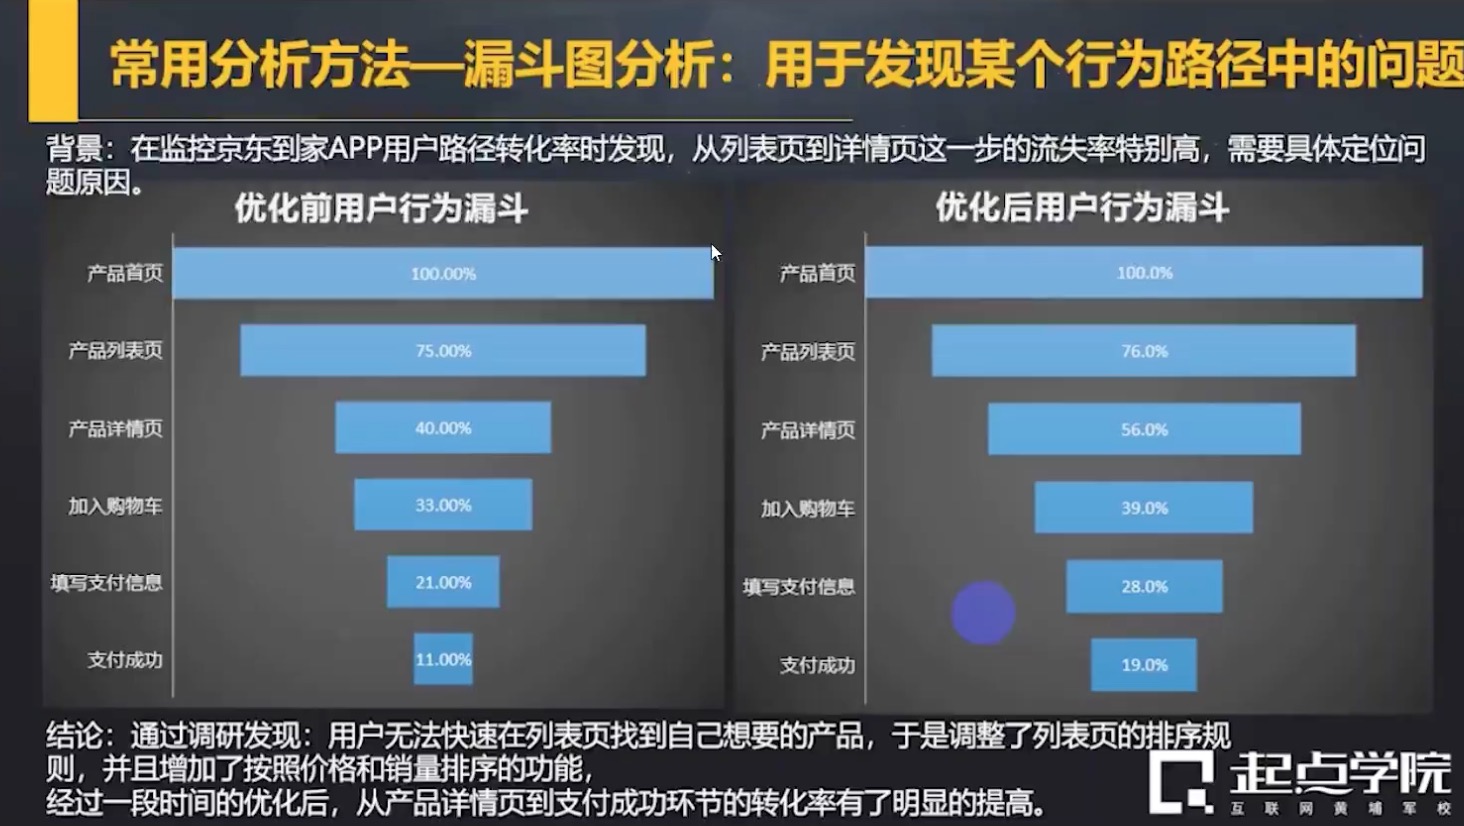 常用分析方法—漏斗图分析：用于发现某个行为路径中的问题
背景：在监控京东到家APP用户路径转化率时发现，从列表页到详情页这一步的流失率特别高，需要具体定位问
题原因。
优化前用户行为漏斗
产品首页 100.00%
产品列表页 75.00%
产品详情页 40.00%
加入购物车 33.00%
填写支付信息 21.00%
支付成功 11.00%
优化后用户行为漏斗
产品首页 100.0%
产品列表页 76.0%
产品详情页 56.0%
加入购物车 39.0%
填写支付信息 28.0%
支付成功 19.0%
结论：通过调研发现：用户无法快速在列表页找到自己想要的产品，于是调整了列表页的排序规
则，并且增加了按照价格和销量排序的功能，
经过一段时间的优化后，从产品详情页到支付成功环节的转化率有了明显的提高。
起点学院
互联网黄埔军校